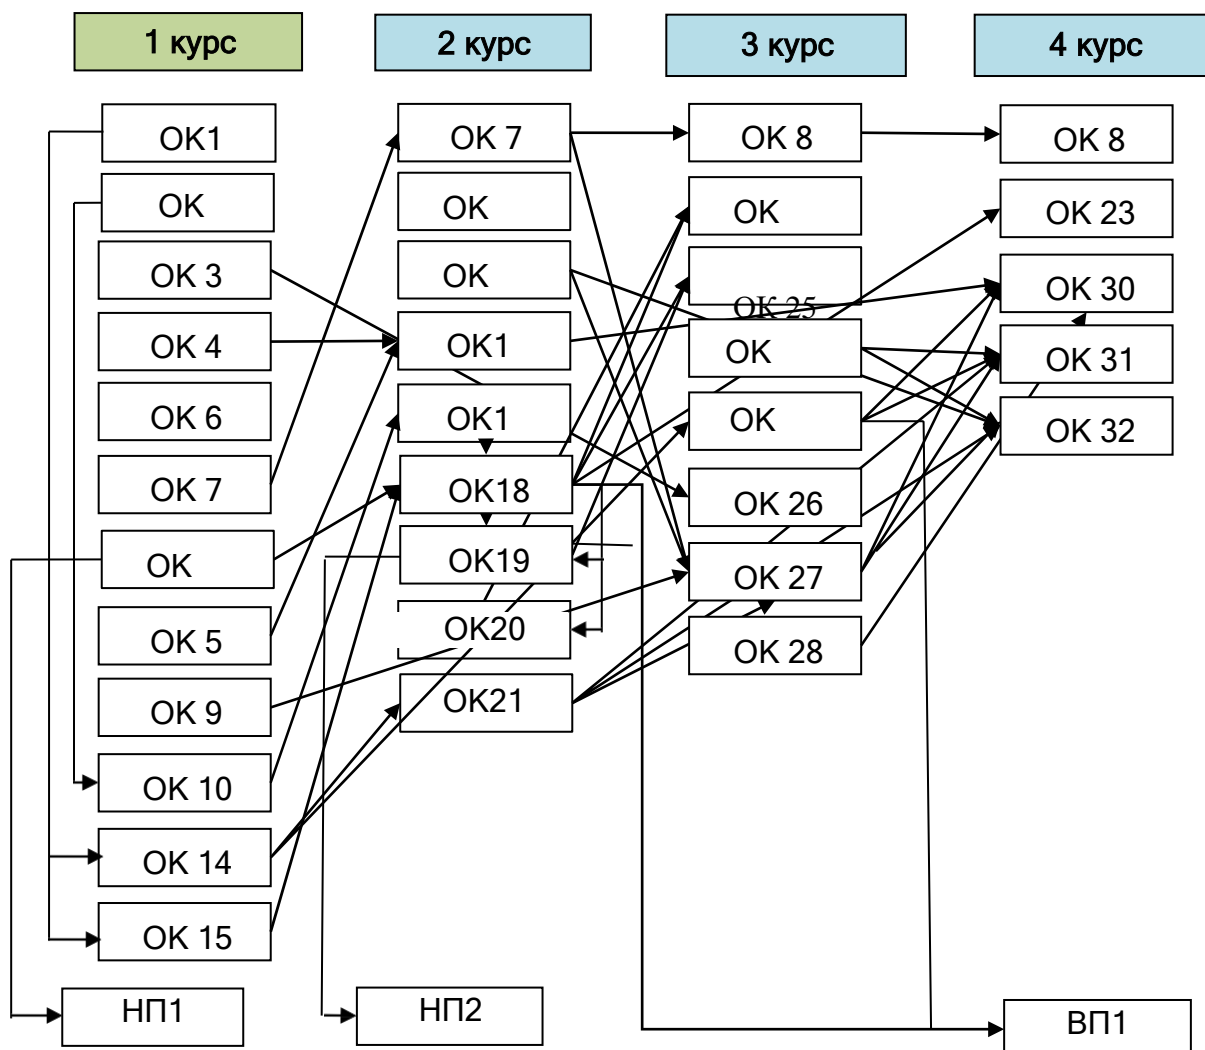 1 курс
2 курс
3 курс
4 курс
ОК1
ОК
ОК 3
ОК 4
ОК 6
ОК 7
ОК
ОК 5
ОК 9
ОК 10
ОК 14
ОК 15
НП1
ОК 7
ОК
ОК
ОК1
ОК1
ОК18
ОК19
ОК20
ОК21
НП2
ОК 8
ОК
ОК 25
ОК
ОК
ОК 26
ОК 27
ОК 28
ОК 8
ОК 23
ОК 30
ОК 31
ОК 32
ВП1